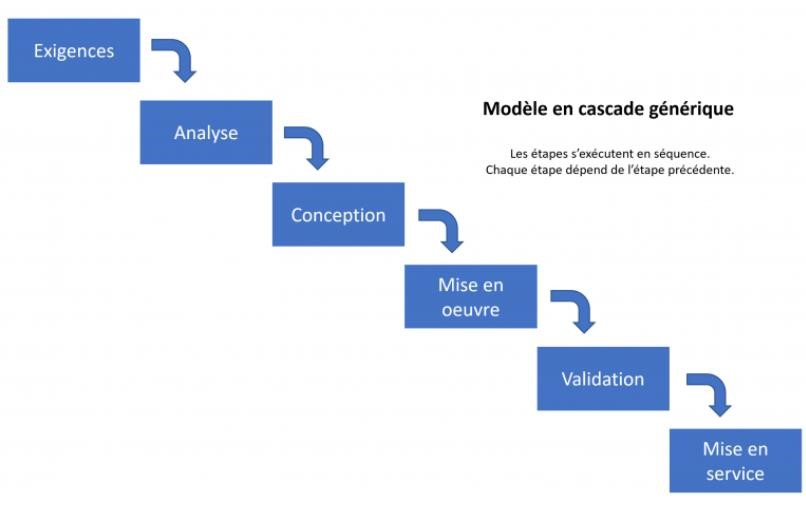 Exigences
Analyse
Modèle en cascade générique
Les étapes s’exécutent en séquence.
Chaque étape dépend de l’étape précédente.
Conception
Mise en
oeuvre
Validation
Mise en
service